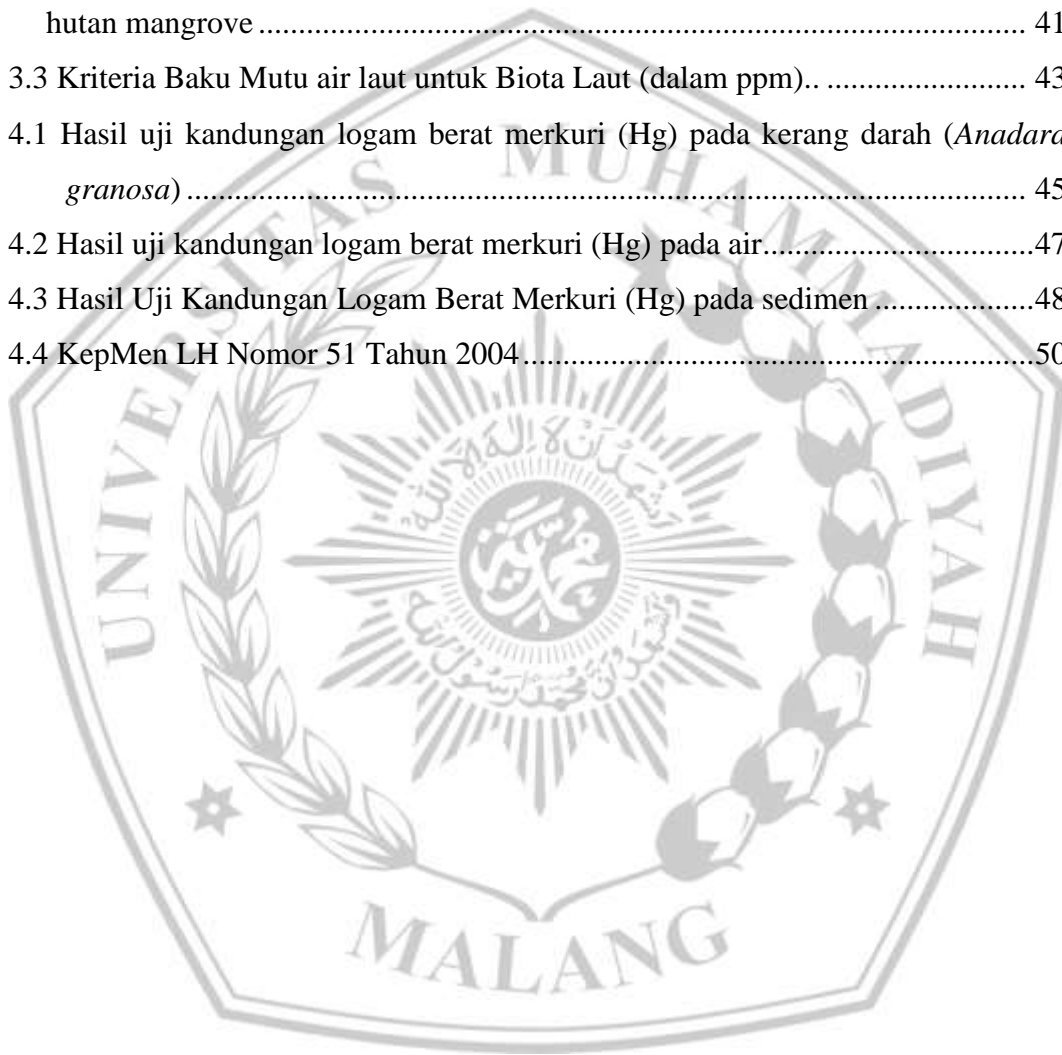 hutan mangrove ................................................................................................ 41
3.3 Kriteria Baku Mutu air laut untuk Biota Laut (dalam ppm).. ......................... 43
4.1 Hasil uji kandungan logam berat merkuri (Hg) pada kerang darah (Anadara
granosa) ......................................................................................................... 45
4.2 Hasil uji kandungan logam berat merkuri (Hg) pada air..................................47
4.3 Hasil Uji Kandungan Logam Berat Merkuri (Hg) pada sedimen ....................48
4.4 KepMen LH Nomor 51 Tahun 2004................................................................50
UNIVERSITAS MUHAMMADIYAH
MALANG